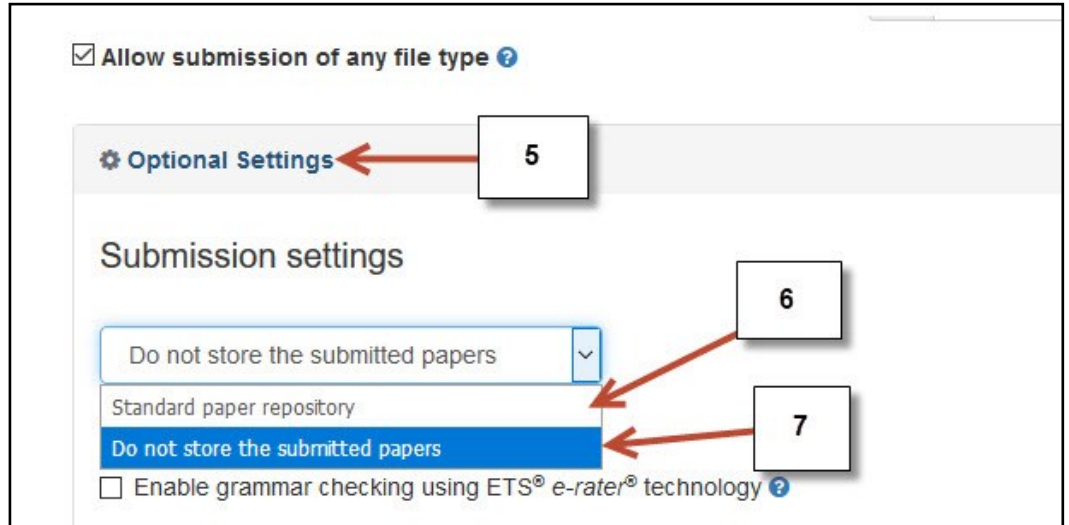 Allow submission of any file type
Optional Settings
5
Submission settings
6
Do not store the submitted papers
Standard paper repository
Do not store the submitted papers
7
Enable grammar checking using ETS® e-rater® technology